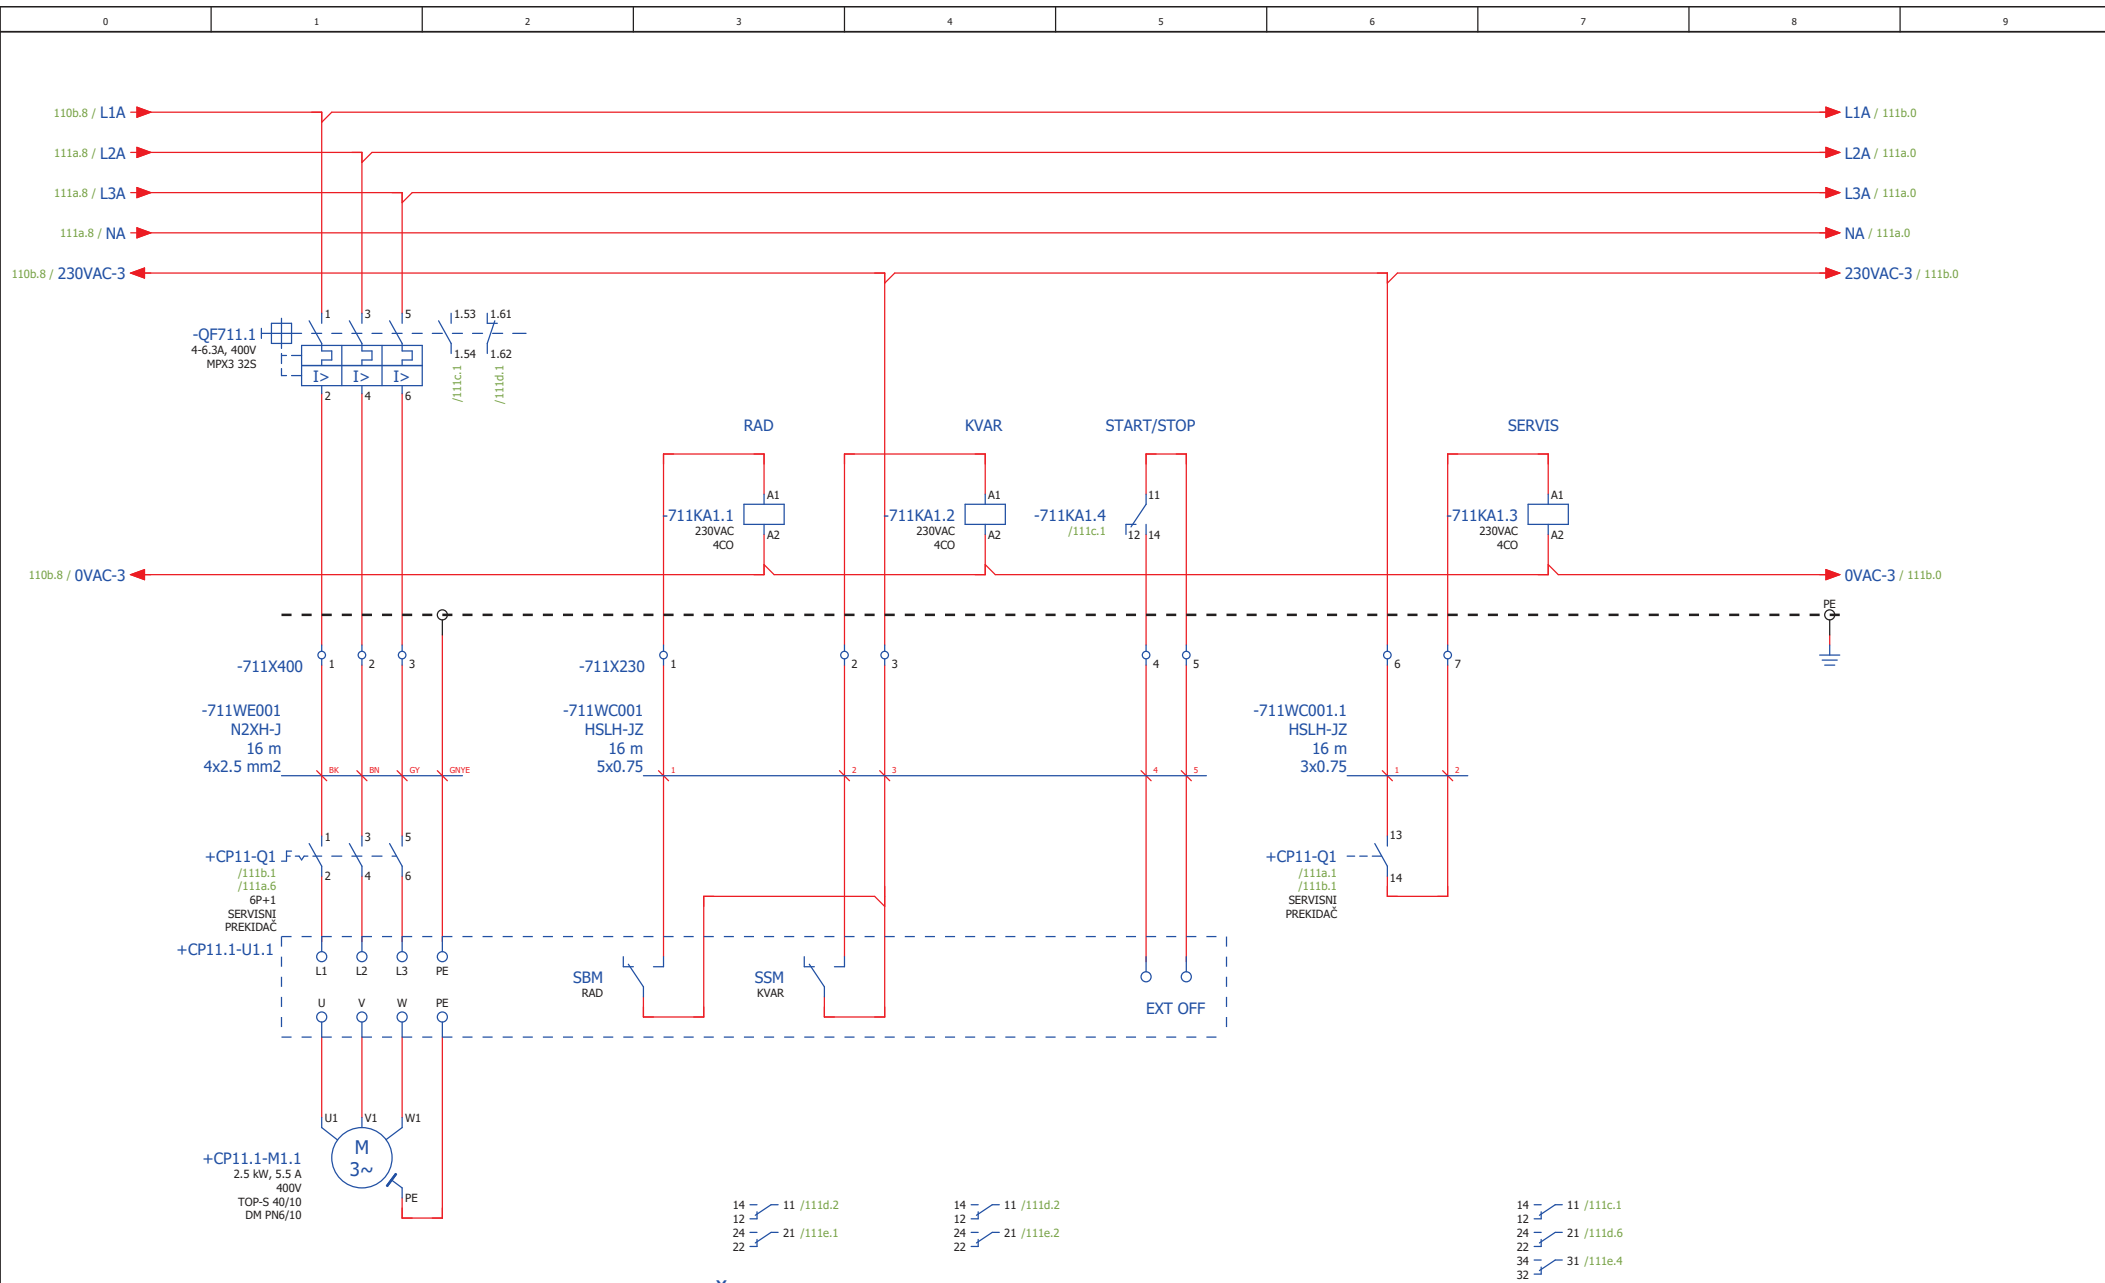 0 1 2 3 4 5 6 7 8 9
110b.8 / L1A L1A / 111b.0
111a.8 / L2A L2A / 111a.0
111a.8 / L3A L3A / 111a.0
111a.8 / NA NA / 111a.0
110b.8 / 230VAC-3 230VAC-3 / 111b.0
1 3 5 1.53 1.61
-QF711.1
4-6.3A, 400V
MPX3 32S
1.54 1.62
I> I> I>
2 4 6
/111c.1
/111d.1
RAD KVAR START/STOP SERVIS
A1 A1 11 A1
-711KA1.1 -711KA1.2 -711KA1.4 -711KA1.3
230VAC 230VAC /111c.1 230VAC
4CO 4CO 4CO
A2 A2 12 14 A2
110b.8 / 0VAC-3 0VAC-3 / 111b.0
PE
-711X400 1 2 3 -711X230 1 2 3 4 5 6 7
-711WE001
N2XH-J
16 m
4x2.5 mm2
BK BN GY GNYE
-711WC001
HSLH-JZ
16 m
5x0.75
1 2 3 4 5
-711WC001.1
HSLH-JZ
16 m
3x0.75
1 2
1 3 5
+CP11-Q1
/111b.1
/111a.6
6P+1
SERVISNI
PREKIDAČ
2 4 6
13
+CP11-Q1
/111a.1
/111b.1
SERVISNI
PREKIDAČ
14
+CP11.1-U1.1
L1 L2 L3 PE
U V W PE
SBM
RAD
SSM
KVAR
EXT OFF
U1 V1 W1
M
3~
+CP11.1-M1.1
2.5 kW, 5.5 A
400V
TOP-S 40/10
DM PN6/10
PE
14 11 /111d.2
12
24 21 /111e.1
22
14 11 /111d.2
12
24 21 /111e.2
22
14 11 /111c.1
12
24 21 /111d.6
22
34 31 /111e.4
32